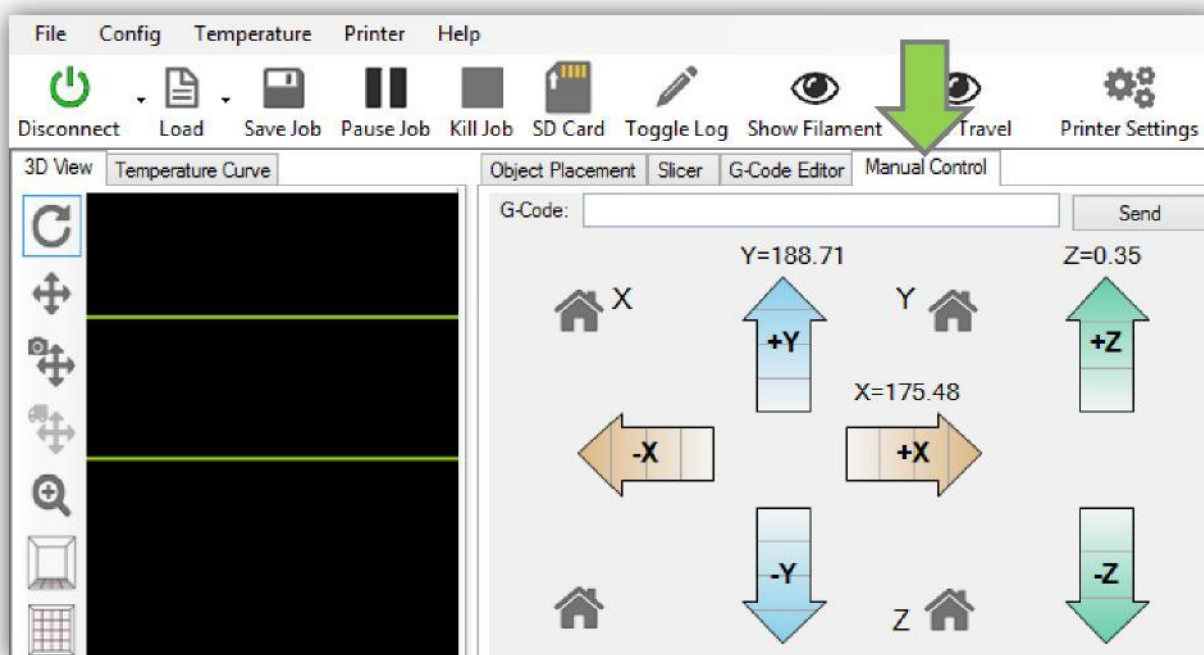 File Config Temperature Printer Help
Disconnect Load Save Job Pause Job Kill Job SD Card Toggle Log Show Filament Travel Printer Settings
3D View Temperature Curve Object Placement Slicer G-Code Editor Manual Control
G-Code: Send
Y=188.71 Z=0.35
X Y
+Y +Z
X=175.48
-X +X
-Y -Z
Z